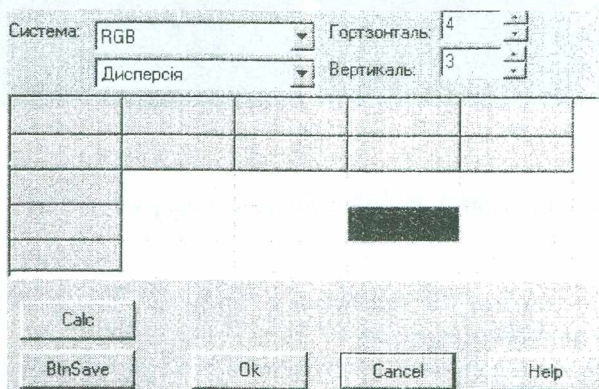 Система: RGB Гортзонталь: 4
Дисперсія Вертикаль: 3
Calc
BtnSave Ok Cancel Help